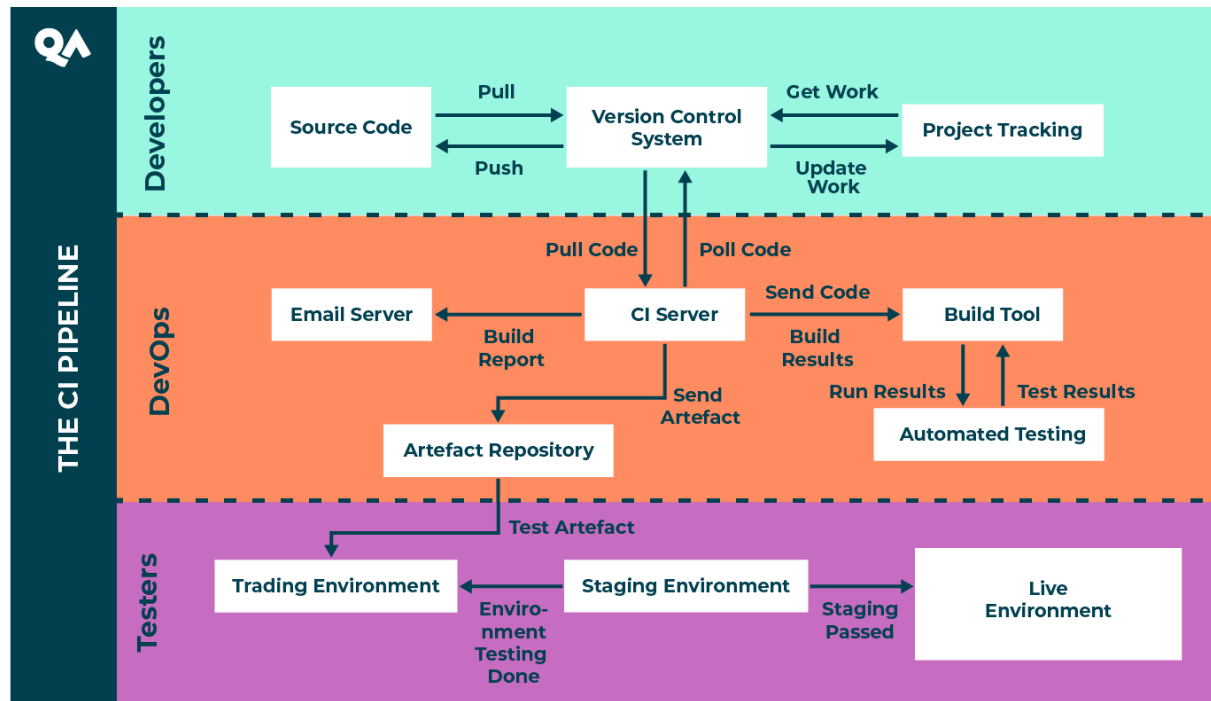 QA
THE CI PIPELINE
Developers
Source Code
Pull
Push
Version Control
System
Get Work
Update
Work
Project Tracking
Pull Code
Poll Code
DevOps
Email Server
Build
Report
CI Server
Send Code
Build
Results
Build Tool
Run Results
Test Results
Automated Testing
Send
Artefact
Artefact Repository
Test Artefact
Testers
Trading Environment
Enviro-
nment
Testing
Done
Staging Environment
Staging
Passed
Live
Environment